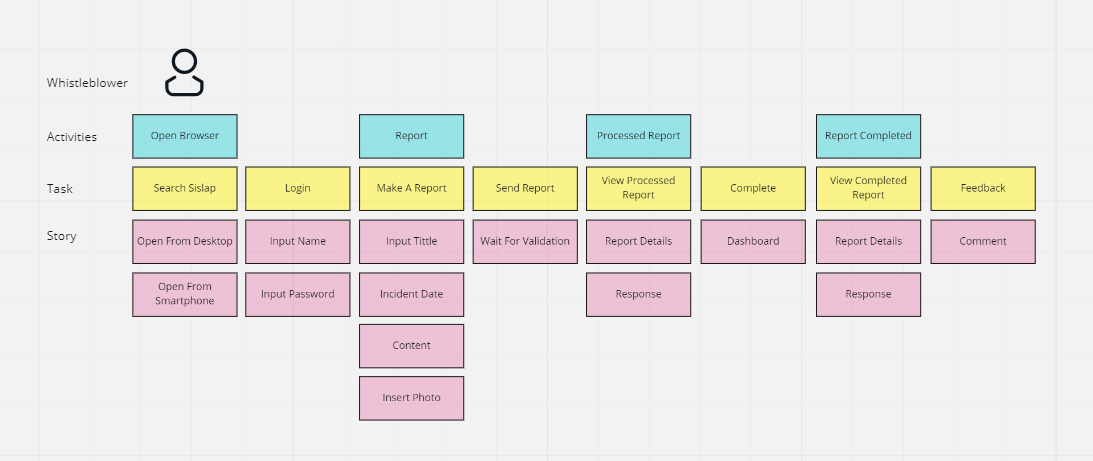 Whistleblower
Activities
Open Browser
Report
Processed Report
Report Completed
Task
Search Sislap
Login
Make A Report
Send Report
View Processed
Report
Complete
View Completed
Report
Feedback
Story
Open From Desktop
Input Name
Input Tittle
Wait For Validation
Report Details
Dashboard
Report Details
Comment
Open From
Smartphone
Input Password
Incident Date
Response
Response
Content
Insert Photo